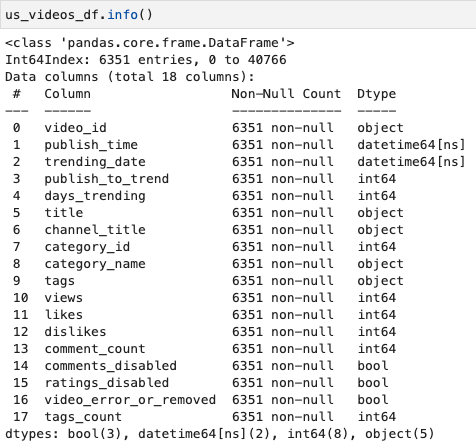 us_videos_df.info()
<class 'pandas.core.frame.DataFrame'>
Int64Index: 6351 entries, 0 to 40766
Data columns (total 18 columns):
 #   Column                  Non-Null Count  Dtype
---  ------                  --------------  -----
 0   video_id                6351 non-null   object
 1   publish_time            6351 non-null   datetime64[ns]
 2   trending_date           6351 non-null   datetime64[ns]
 3   publish_to_trend        6351 non-null   int64
 4   days_trending           6351 non-null   int64
 5   title                   6351 non-null   object
 6   channel_title           6351 non-null   object
 7   category_id             6351 non-null   int64
 8   category_name           6351 non-null   object
 9   tags                    6351 non-null   object
 10  views                   6351 non-null   int64
 11  likes                   6351 non-null   int64
 12  dislikes                6351 non-null   int64
 13  comment_count           6351 non-null   int64
 14  comments_disabled       6351 non-null   bool
 15  ratings_disabled        6351 non-null   bool
 16  video_error_or_removed  6351 non-null   bool
 17  tags_count              6351 non-null   int64
dtypes: bool(3), datetime64[ns](2), int64(8), object(5)